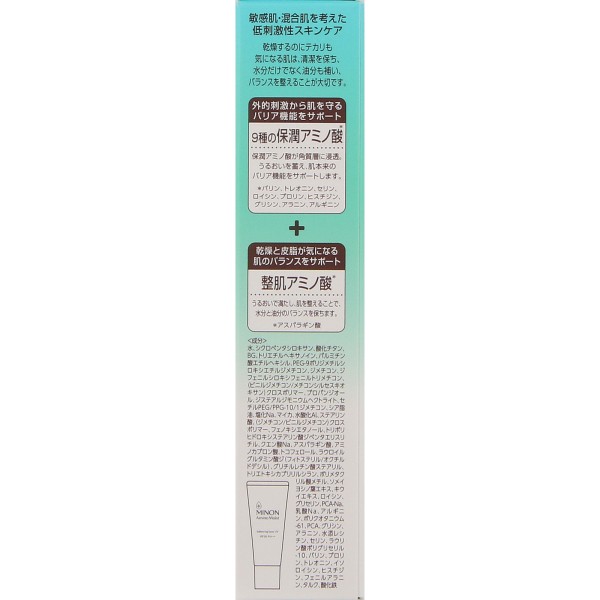 敏感肌・混合肌を考えた
低刺激性スキンケア
乾燥するのにテカリも
気になる肌は、清潔を保ち、
水分だけでなく油分も補い、
バランスを整えることが大切です。
外的刺激から肌を守る
バリア機能をサポート
9種の保潤アミノ酸*
保潤アミノ酸が角質層に浸透。
うるおいを蓄え、肌本来の
バリア機能をサポートします。
*バリン、トレオニン、セリン、
ロイシン、プロリン、ヒスチジン、
グリシン、アラニン、アルギニン
+
乾燥と皮脂が気になる
肌のバランスをサポート
整肌アミノ酸*
うるおいで満たし、肌を整えることで、
水分と油分のバランスを保ちます。
*アスパラギン酸
<成分>
水、シクロペンタシロキサン、酸化チタン、
BG、トリエチルヘキサノイン、パルミチン
酸エチルヘキシル、PEG-9ポリジメチルシ
ロキシエチルジメチコン、ジメチコン、ジ
フェニルシロキシフェニルトリメチコン、
(ビニルジメチコン/メチコンシルセスキオ
キサン)クロスポリマー、プロパンジオー
ル、ジステアルジモニウムヘクトライト、セ
チルPEG/PPG-10/1ジメチコン、シア脂
油、塩化Na、マイカ、水酸化Al、ステアリン
酸、(ジメチコン/ビニルジメチコン)クロス
ポリマー、フェノキシエタノール、トリポリ
ヒドロキシステアリン酸ジペンタエリスリ
チル、クエン酸Na、アスパラギン酸、アミ
ノカプロン酸、トコフェロール、ラウロイル
グルタミン酸ジ(フィトステリル/オクチル
ドデシル)、グリチルレチン酸ステアリル、
トリエトキシカプリリルシラン、ポリメタク
リル酸メチル、ソメイ
ヨシノ葉エキス、キウ
イエキス、ロイシン、
グリセリン、PCA-Na、
乳酸Na、アルギニ
ン、ポリクオタニウム
-61、PCA、グリシン、
アラニン、水添レシ
チン、セリン、ラウリ
ン酸ポリグリセリル
-10、バリン、プロリ
ン、トレオニン、イソ
ロイシン、ヒスチジ
ン、フェニルアラニ
ン、タルク、酸化鉄
MINON
Amino Moist